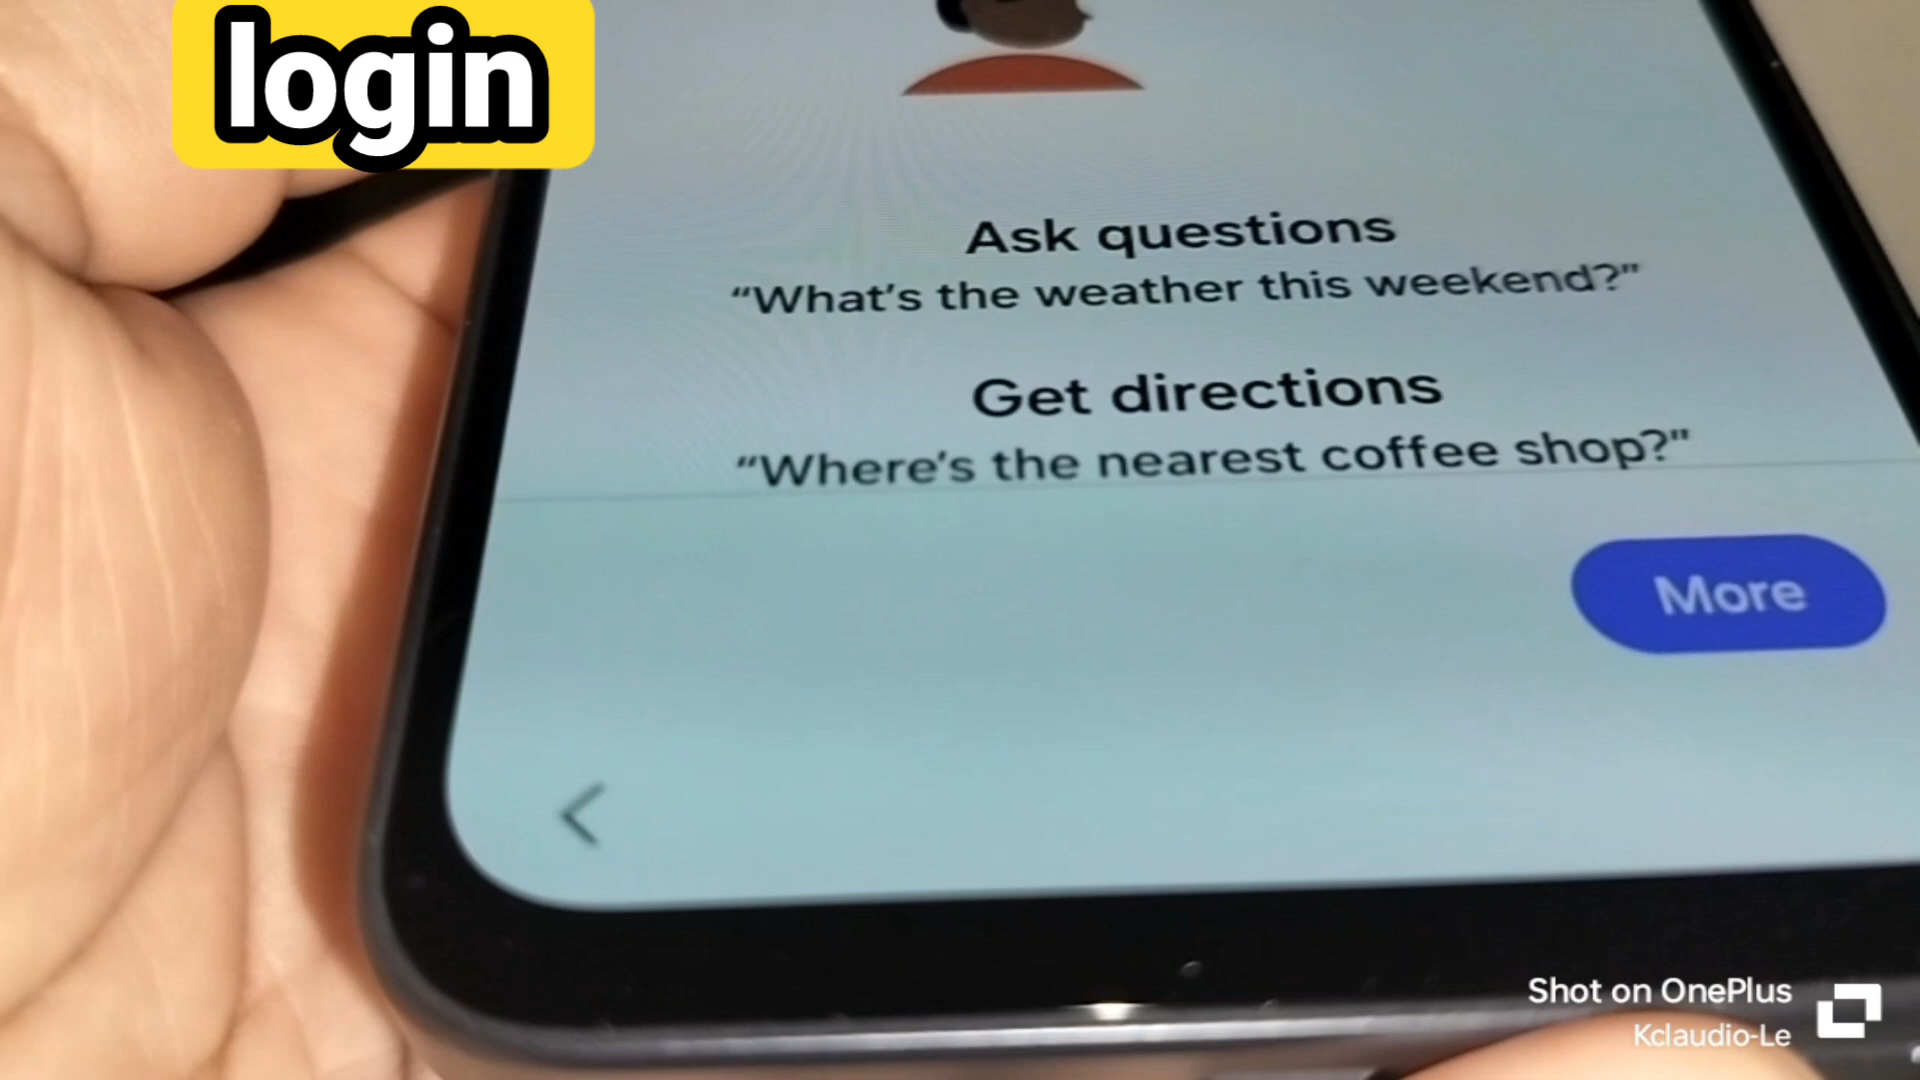 login
Ask questions
“What's the weather this weekend?”
Get directions
“Where's the nearest coffee shop?”
More
Shot on OnePlus
Kclaudio-Le